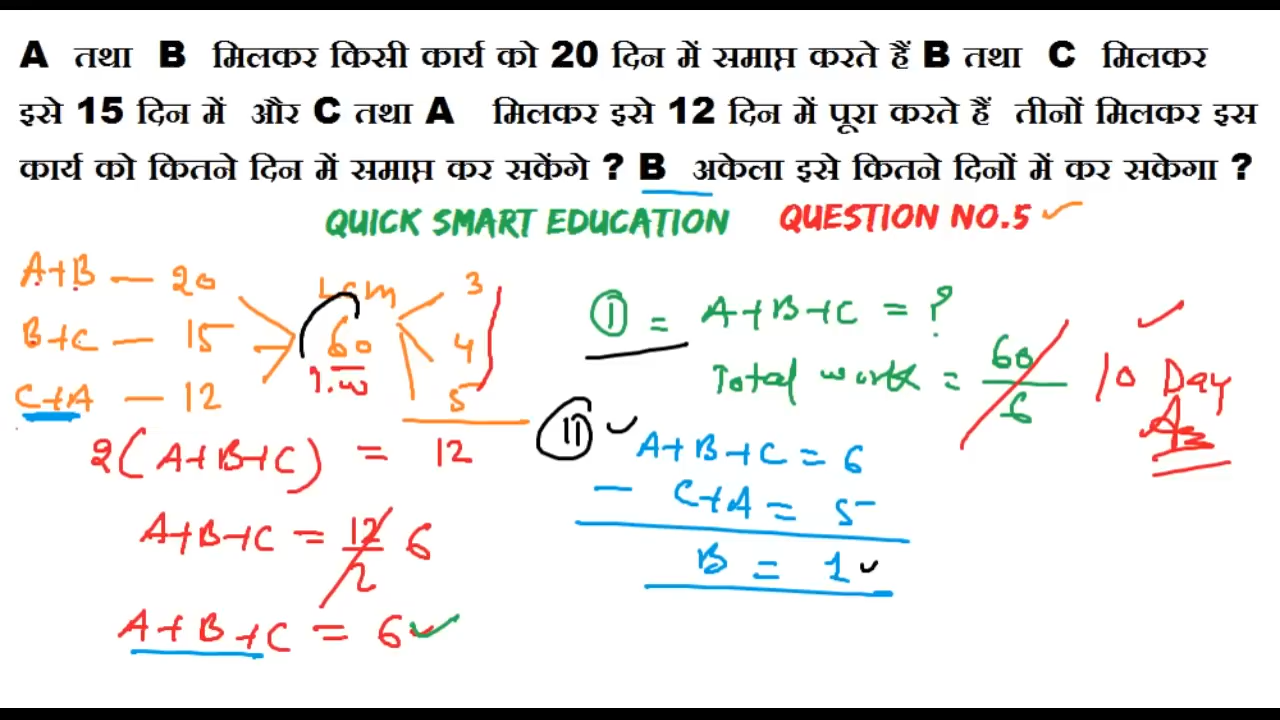 A तथा B मिलकर किसी कार्य को 20 दिन में समाप्त करते हैं B तथा C मिलकर
इसे 15 दिन में और C तथा A मिलकर इसे 12 दिन में पूरा करते हैं तीनों मिलकर इस
कार्य को कितने दिन में समाप्त कर सकेंगे ? B अकेला इसे कितने दिनों में कर सकेगा ?
QUICK SMART EDUCATION QUESTION NO.5
A+B — 20
B+C — 15
C+A — 12
LCM
60
T.W
3
4
5
12
2(A+B+C) = 12
A+B+C = 12/2 6
A+B+C = 6
(I) = A+B+C = ?
Total work = 60/6 10 Day
Ans
(II) A+B+C = 6
- C+A = 5
B = 1